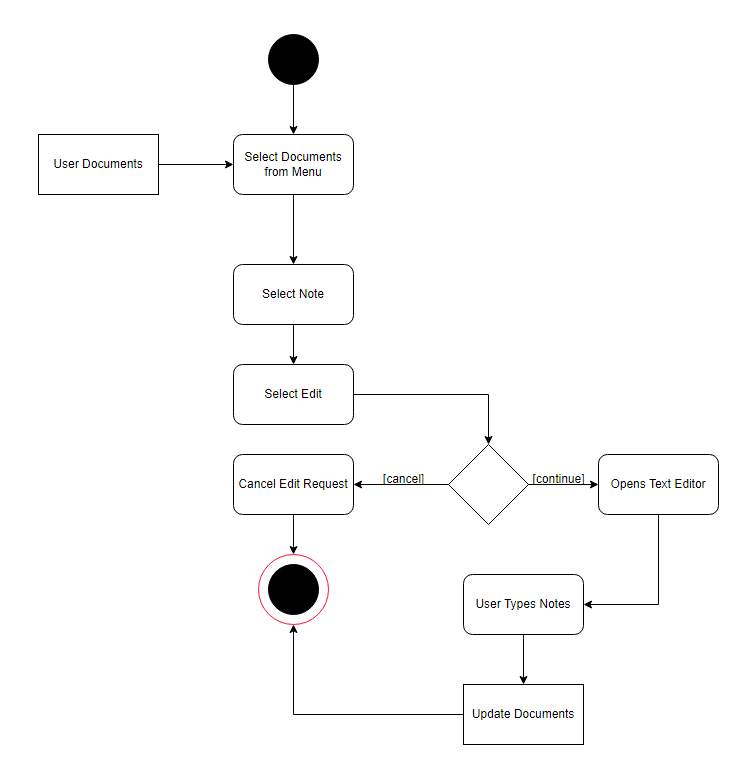 User Documents
Select Documents
from Menu
Select Note
Select Edit
Cancel Edit Request
[cancel]
[continue]
Opens Text Editor
User Types Notes
Update Documents